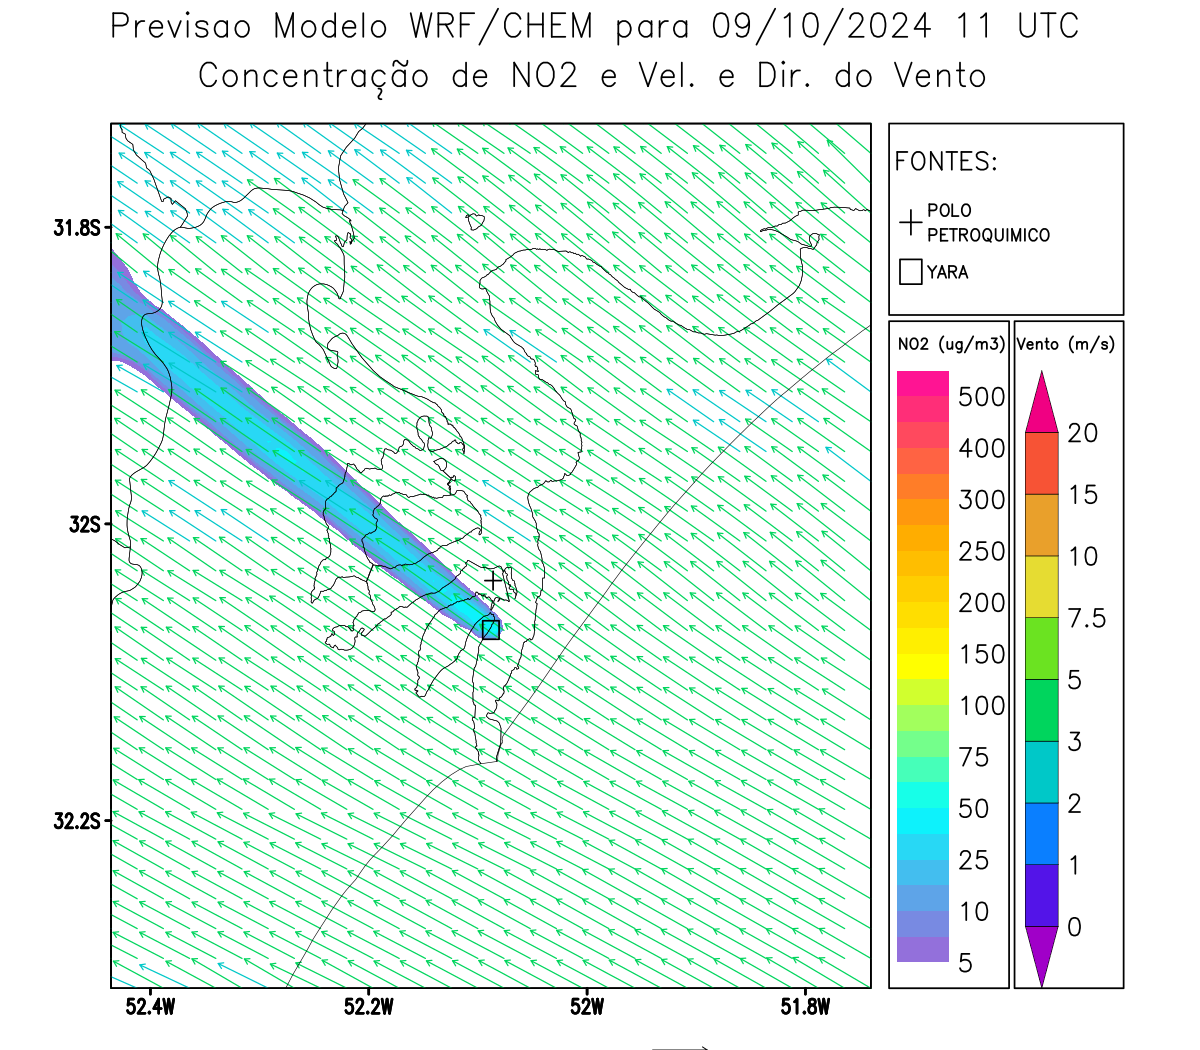 Previsao Modelo WRF/CHEM para 09/10/2024 11 UTC
Concentração de NO2 e Vel. e Dir. do Vento
FONTES:
POLO
PETROQUIMICO
YARA
NO2 (ug/m3)
500
400
300
250
200
150
100
75
50
25
10
5
Vento (m/s)
20
15
10
7.5
5
3
2
1
0
31.8S
32S
32.2S
52.4W
52.2W
52W
51.8W